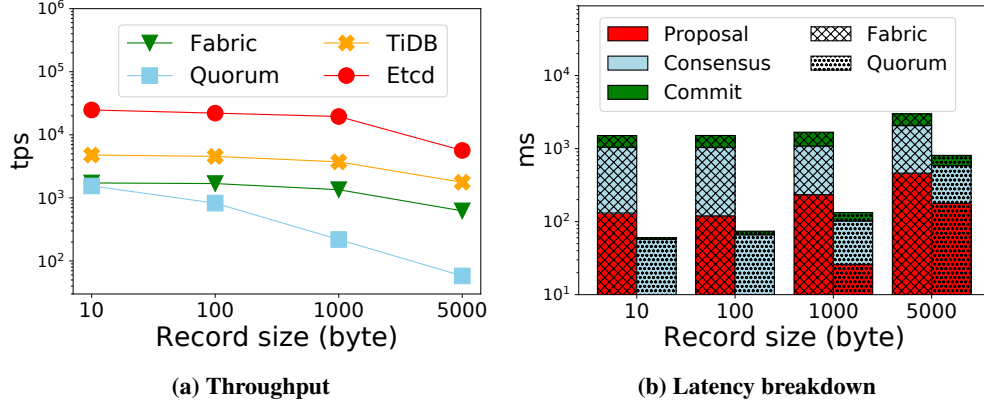 10^6
10^5
10^4
10^3
10^2
tps
Fabric
Quorum
TiDB
Etcd
10
100
1000
5000
Record size (byte)
(a) Throughput
10^4
10^3
10^2
10^1
ms
Proposal
Consensus
Commit
Fabric
Quorum
10
100
1000
5000
Record size (byte)
(b) Latency breakdown